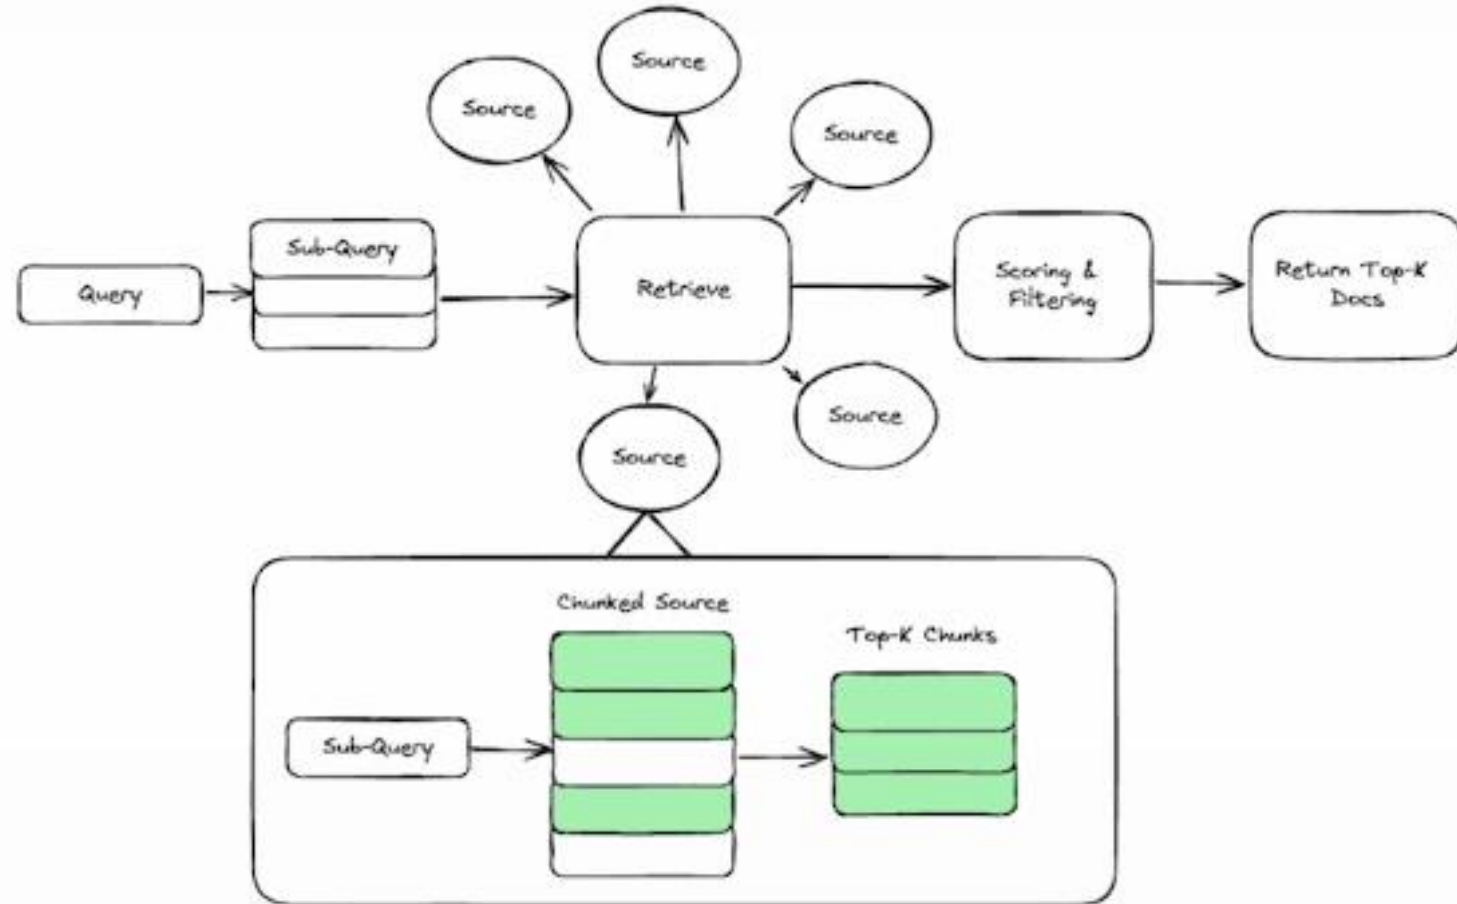 Source
Source
Source
Sub-Query
Query
Retrieve
Scoring &
Filtering
Return Top-K
Docs
Source
Source
Chunked Source
Top-K Chunks
Sub-Query